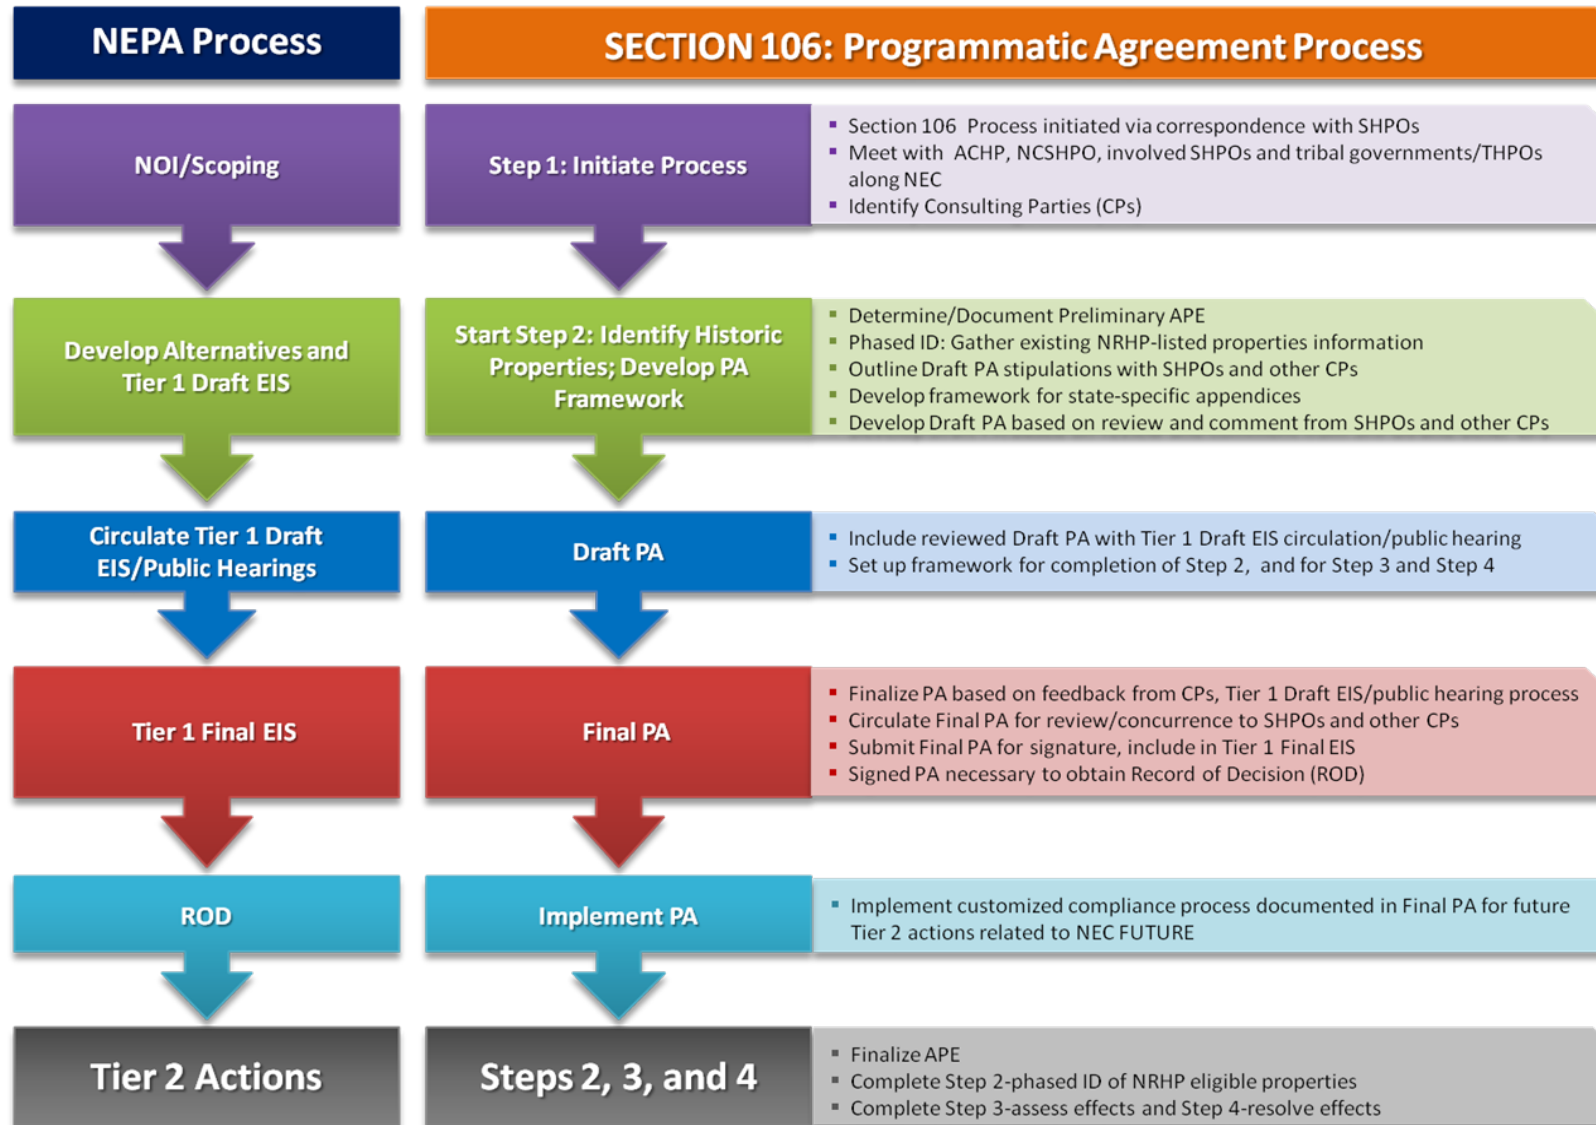 NEPA Process
SECTION 106: Programmatic Agreement Process
NOI/Scoping
Step 1: Initiate Process
▪ Section 106 Process initiated via correspondence with SHPOs
▪ Meet with ACHP, NCSHPO, involved SHPOs and tribal governments/THPOs
along NEC
▪ Identify Consulting Parties (CPs)
Develop Alternatives and
Tier 1 Draft EIS
Start Step 2: Identify Historic
Properties; Develop PA
Framework
▪ Determine/Document Preliminary APE
▪ Phased ID: Gather existing NRHP-listed properties information
▪ Outline Draft PA stipulations with SHPOs and other CPs
▪ Develop framework for state-specific appendices
▪ Develop Draft PA based on review and comment from SHPOs and other CPs
Circulate Tier 1 Draft
EIS/Public Hearings
Draft PA
▪ Include reviewed Draft PA with Tier 1 Draft EIS circulation/public hearing
▪ Set up framework for completion of Step 2, and for Step 3 and Step 4
Tier 1 Final EIS
Final PA
▪ Finalize PA based on feedback from CPs, Tier 1 Draft EIS/public hearing process
▪ Circulate Final PA for review/concurrence to SHPOs and other CPs
▪ Submit Final PA for signature, include in Tier 1 Final EIS
▪ Signed PA necessary to obtain Record of Decision (ROD)
ROD
Implement PA
▪ Implement customized compliance process documented in Final PA for future
Tier 2 actions related to NEC FUTURE
Tier 2 Actions
Steps 2, 3, and 4
▪ Finalize APE
▪ Complete Step 2-phased ID of NRHP eligible properties
▪ Complete Step 3-assess effects and Step 4-resolve effects